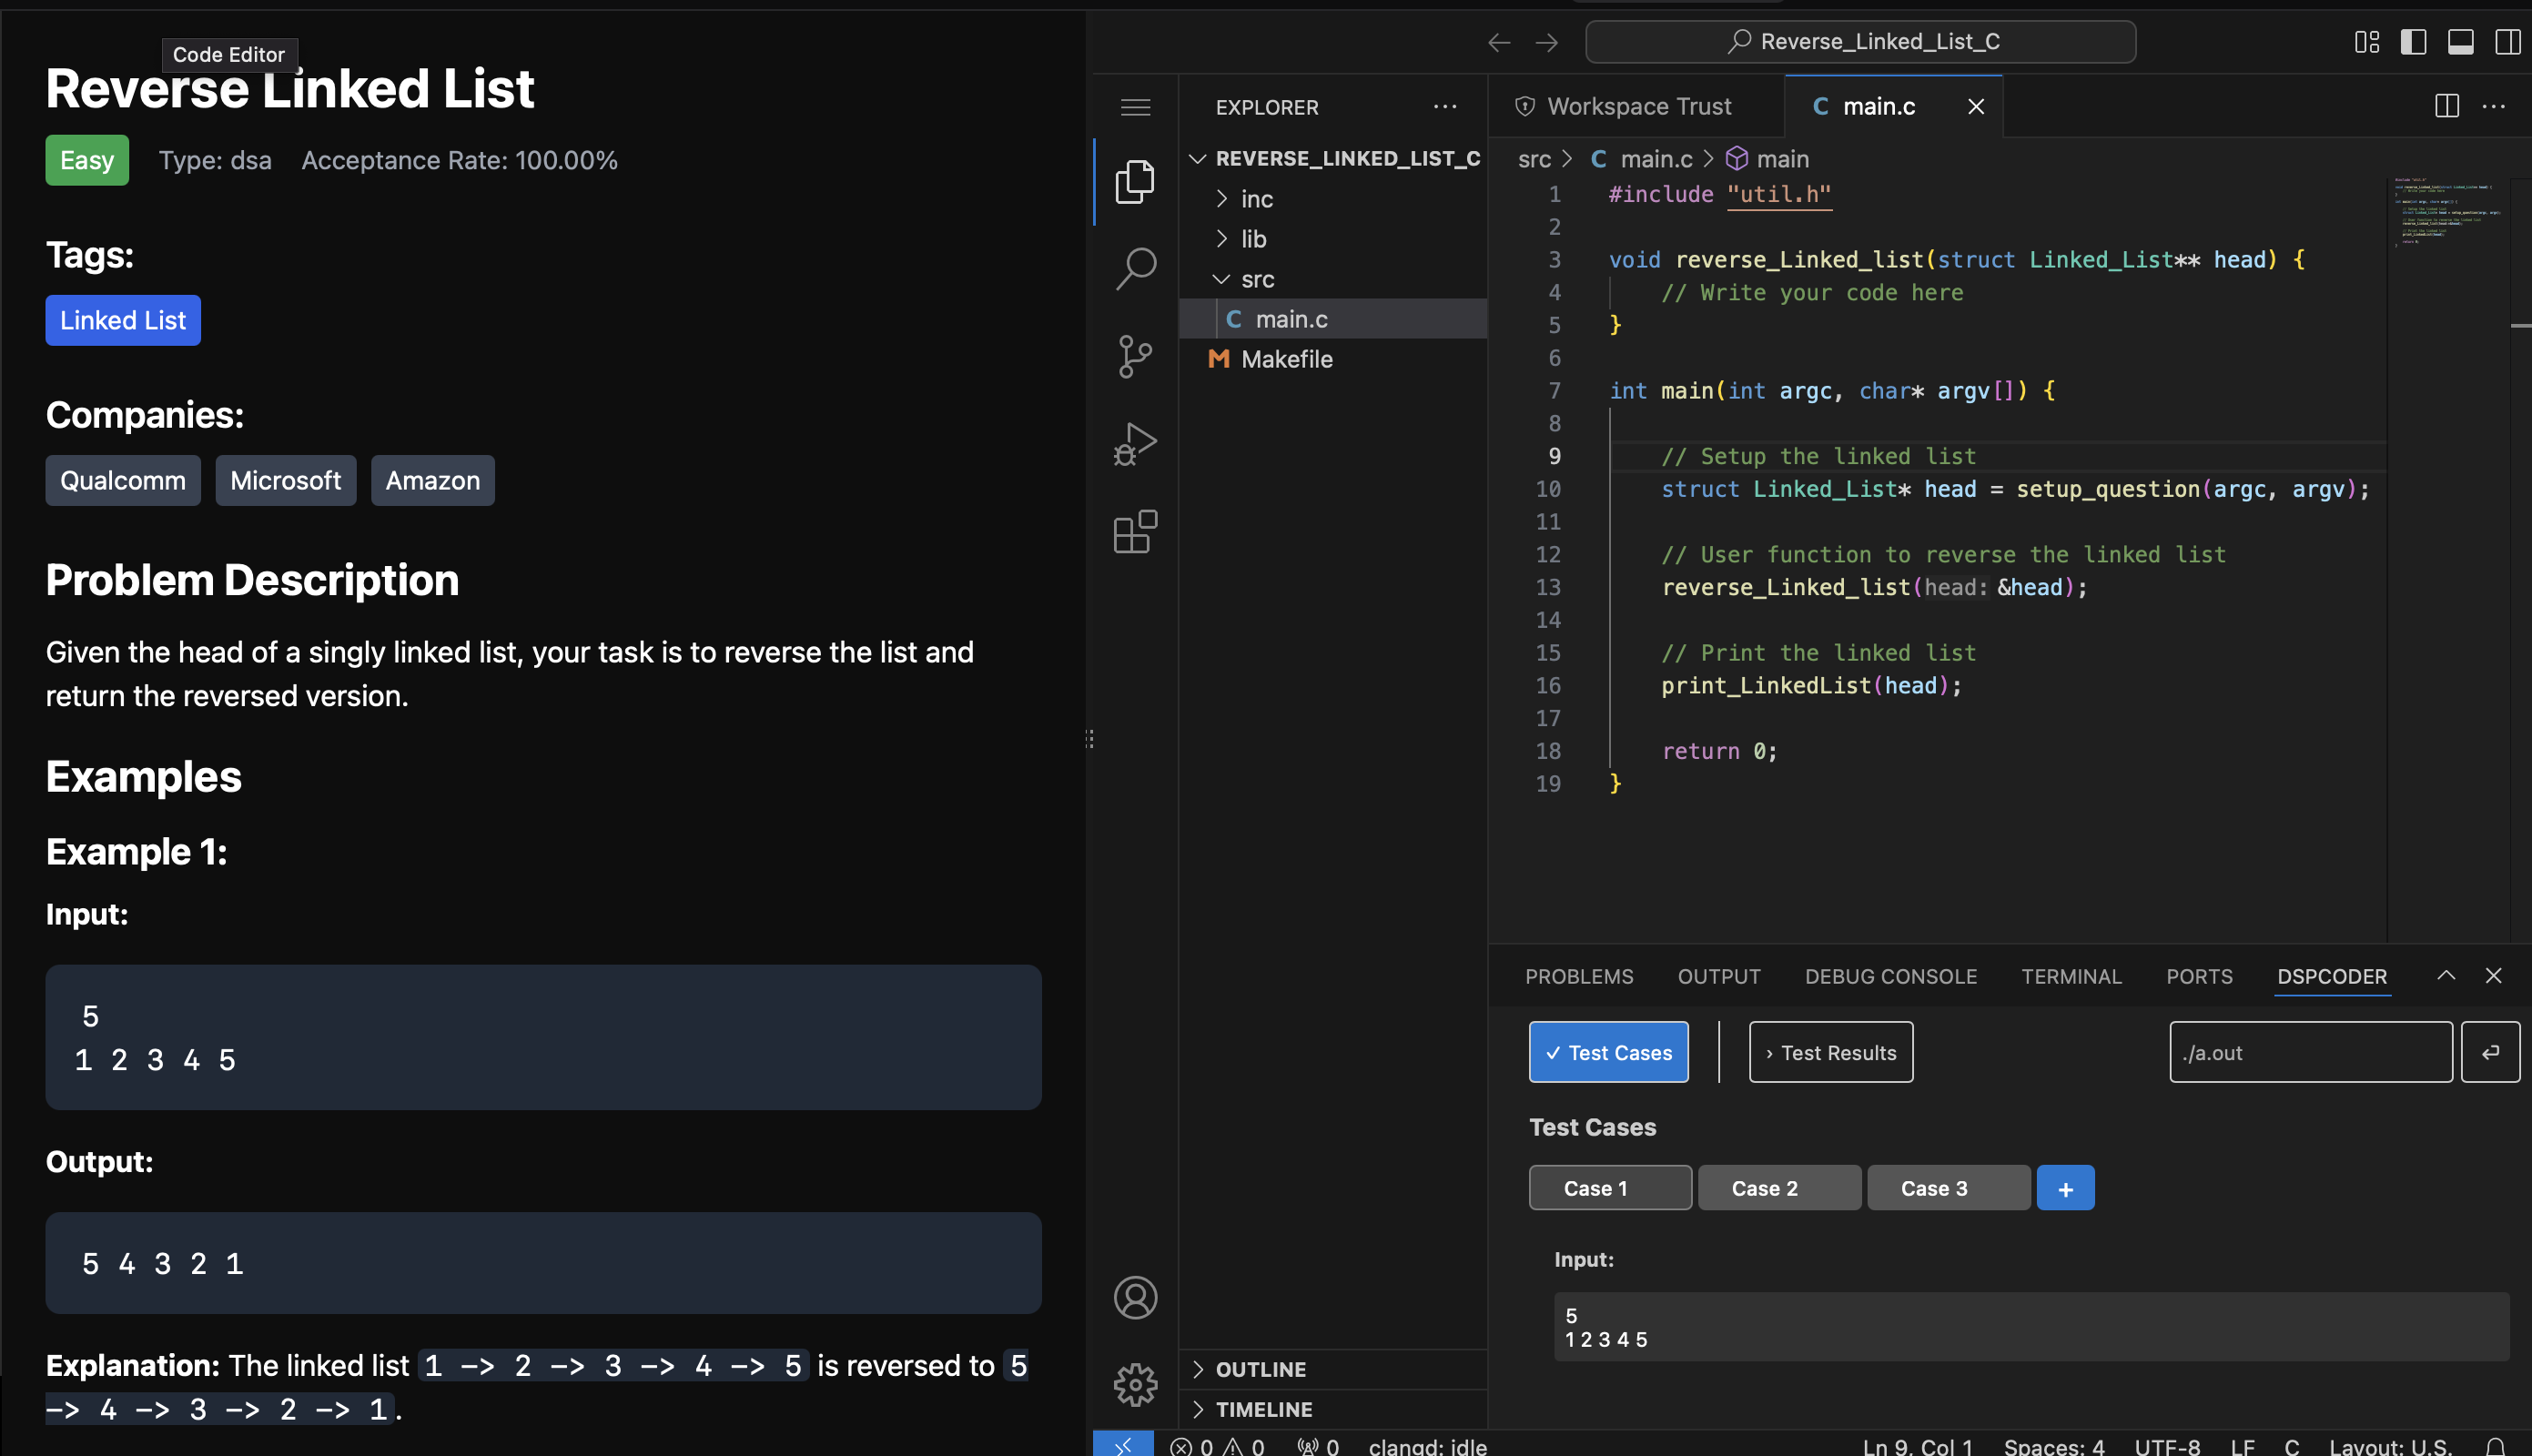 Code Editor
Reverse Linked List
Easy Type: dsa Acceptance Rate: 100.00%
Tags:
Linked List
Companies:
Qualcomm Microsoft Amazon
Problem Description
Given the head of a singly linked list, your task is to reverse the list and
return the reversed version.
Examples
Example 1:
Input:
5
1 2 3 4 5
Output:
5 4 3 2 1
Explanation: The linked list 1 -> 2 -> 3 -> 4 -> 5 is reversed to 5
-> 4 -> 3 -> 2 -> 1.
Reverse_Linked_List_C
EXPLORER
REVERSE_LINKED_LIST_C
inc
lib
src
C main.c
M Makefile
OUTLINE
TIMELINE
Workspace Trust C main.c
src > C main.c > main
1 #include "util.h"
2
3 void reverse_Linked_list(struct Linked_List** head) {
4 // Write your code here
5 }
6
7 int main(int argc, char* argv[]) {
8
9 // Setup the linked list
10 struct Linked_List* head = setup_question(argc, argv);
11
12 // User function to reverse the linked list
13 reverse_Linked_list(head: &head);
14
15 // Print the linked list
16 print_LinkedList(head);
17
18 return 0;
19 }
PROBLEMS OUTPUT DEBUG CONSOLE TERMINAL PORTS DSPCODER
✓ Test Cases › Test Results ./a.out
Test Cases
Case 1 Case 2 Case 3 +
Input:
5
1 2 3 4 5
0 0 0 clangd: idle Ln 9, Col 1 Spaces: 4 UTF-8 LF C Layout: U.S.